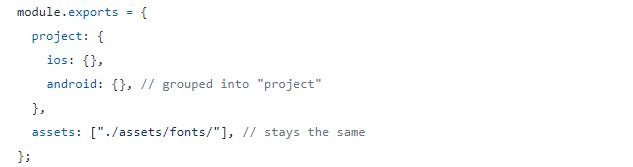 module.exports = {
  project: {
    ios: {},
    android: {}, // grouped into "project"
  },
  assets: ["./assets/fonts/"], // stays the same
};